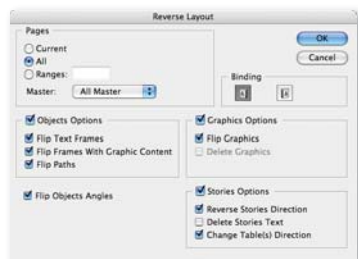 Reverse Layout
Pages
Current
All
Ranges:
Master: All Master
OK
Cancel
Binding
Objects Options
Flip Text Frames
Flip Frames With Graphic Content
Flip Paths
Flip Objects Angles
Graphics Options
Flip Graphics
Delete Graphics
Stories Options
Reverse Stories Direction
Delete Stories Text
Change Table(s) Direction